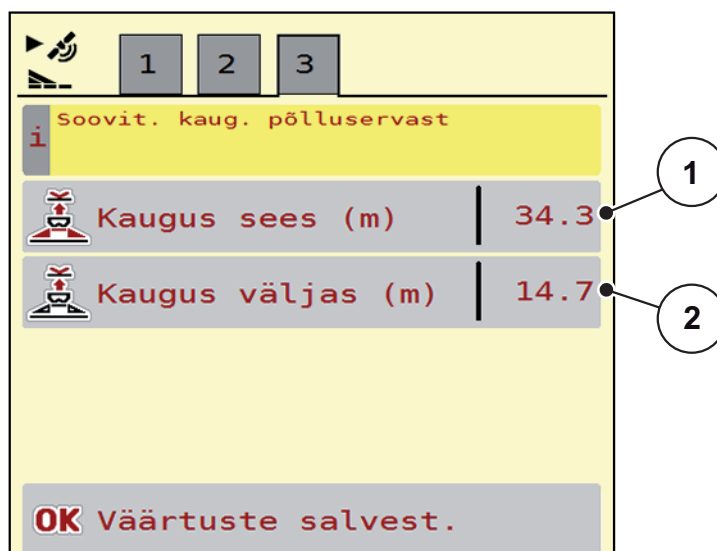 1 2 3
i Soovit. kaug. põlluservast
Kaugus sees (m) 34.3
1
Kaugus väljas (m) 14.7
2
OK Väärtuste salvest.